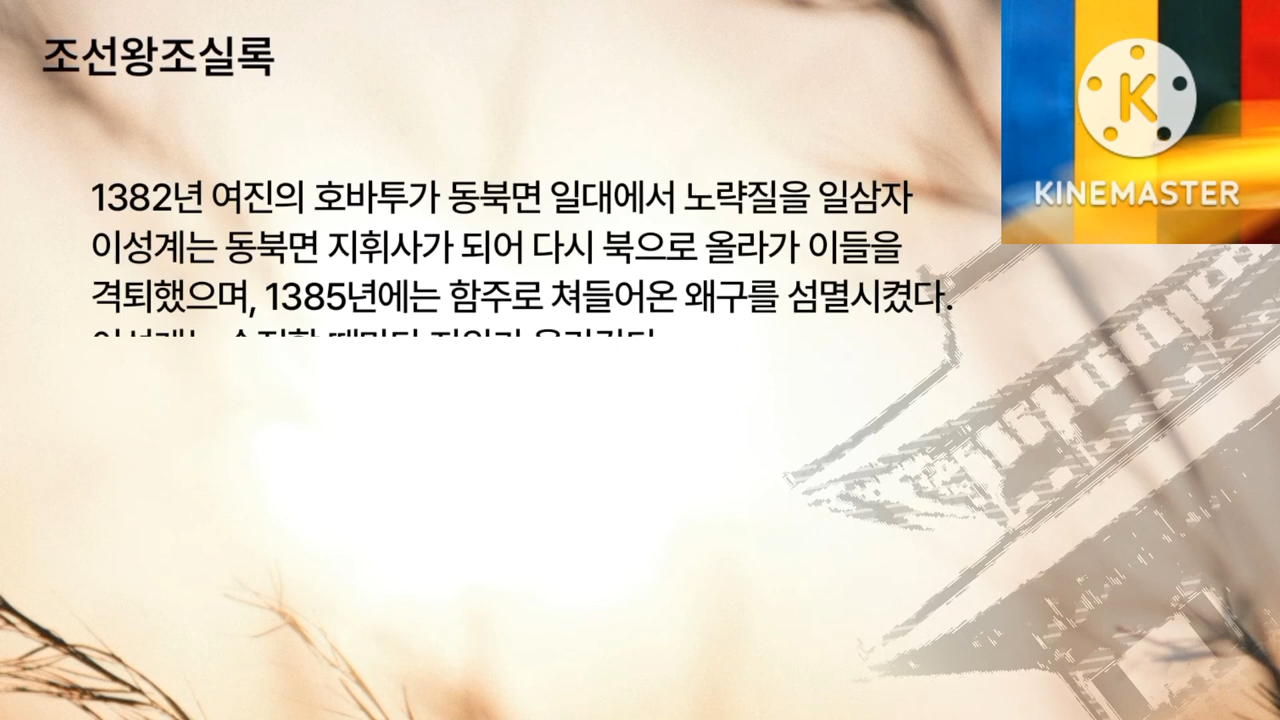 조선왕조실록
KINEMASTER
1382년 여진의 호바투가 동북면 일대에서 노략질을 일삼자
이성계는 동북면 지휘사가 되어 다시 북으로 올라가 이들을
격퇴했으며, 1385년에는 함주로 쳐들어온 왜구를 섬멸시켰다.